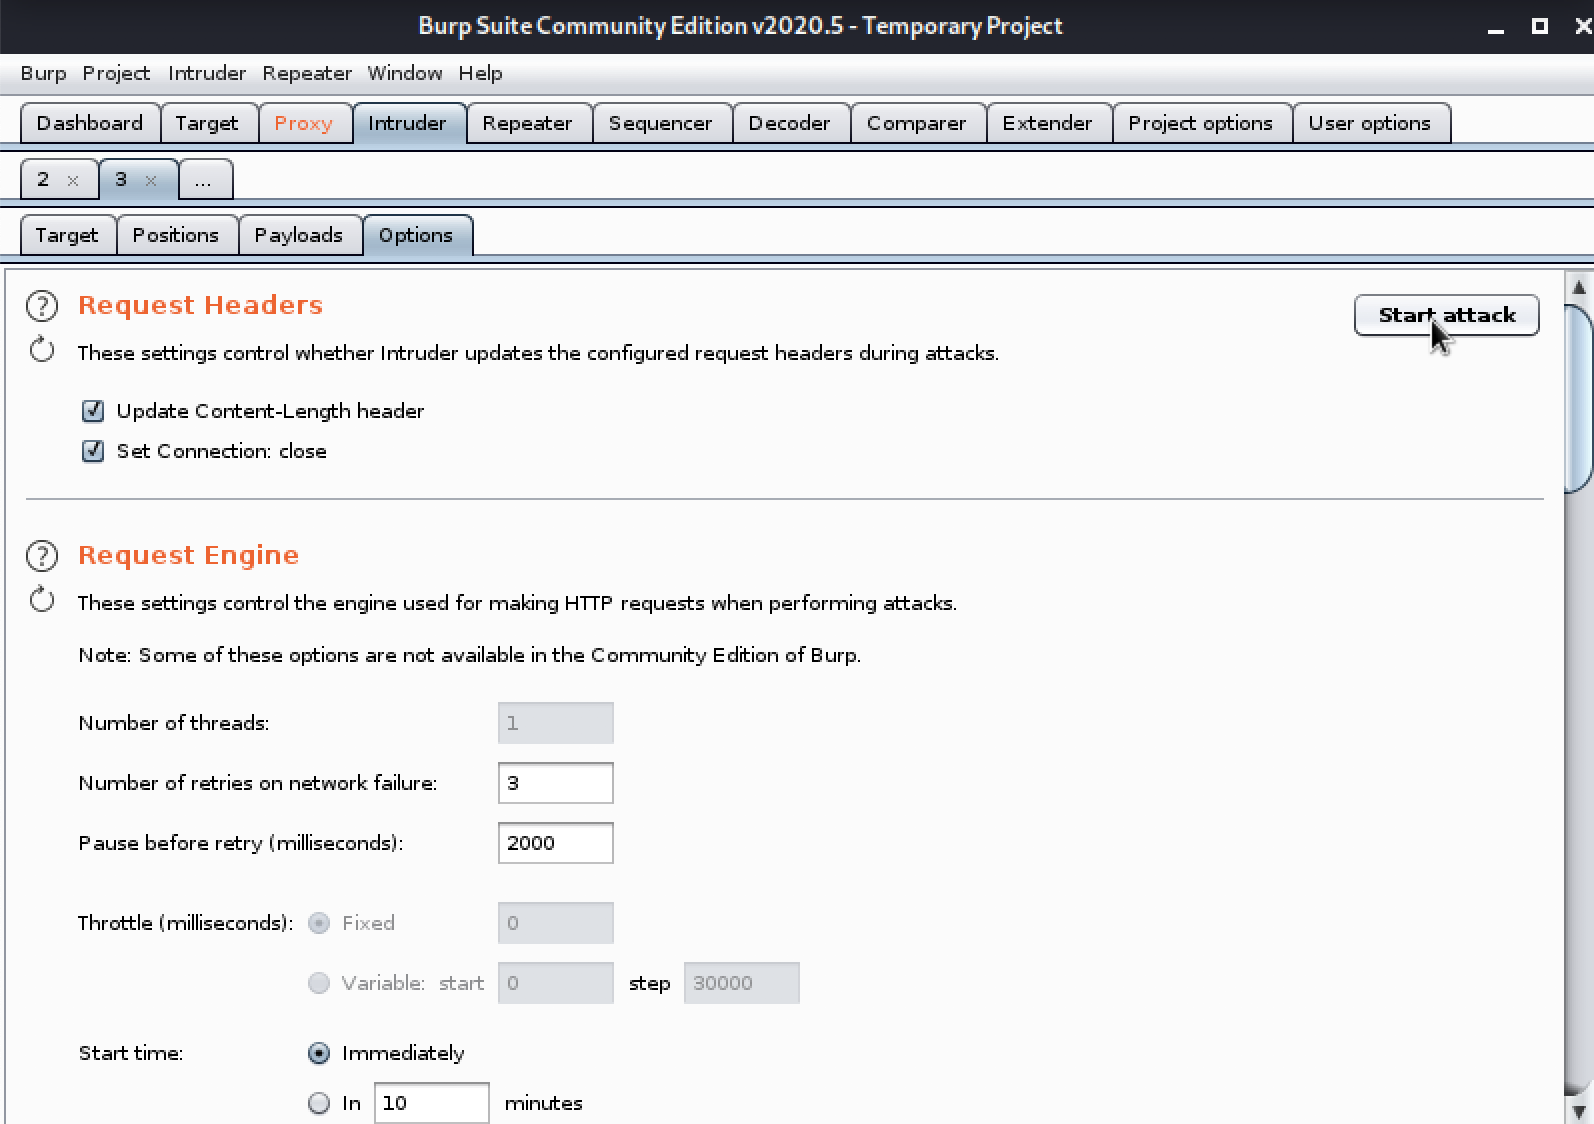 Burp Suite Community Edition v2020.5 - Temporary Project
Burp Project Intruder Repeater Window Help
Dashboard Target Proxy Intruder Repeater Sequencer Decoder Comparer Extender Project options User options
2 × 3 × ...
Target Positions Payloads Options
? Request Headers
Start attack
These settings control whether Intruder updates the configured request headers during attacks.
Update Content-Length header
Set Connection: close
? Request Engine
These settings control the engine used for making HTTP requests when performing attacks.
Note: Some of these options are not available in the Community Edition of Burp.
Number of threads: 1
Number of retries on network failure: 3
Pause before retry (milliseconds): 2000
Throttle (milliseconds): Fixed 0
Variable: start 0 step 30000
Start time: Immediately
In 10 minutes